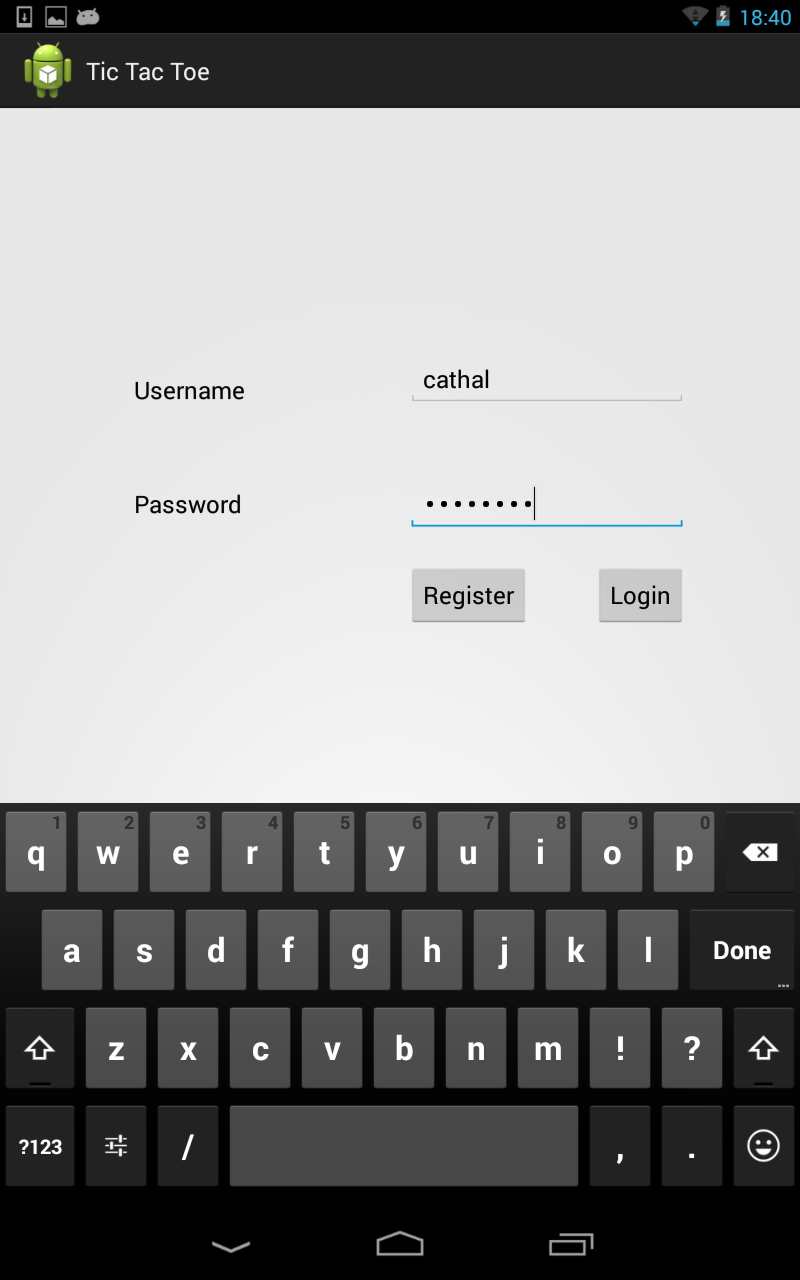 18:40
Tic Tac Toe
Username cathal
Password ••••••••
Register Login
q 1 w 2 e 3 r 4 t 5 y 6 u 7 i 8 o 9 p 0
a s d f g h j k l Done ...
z x c v b n m ! ?
?123 / , .